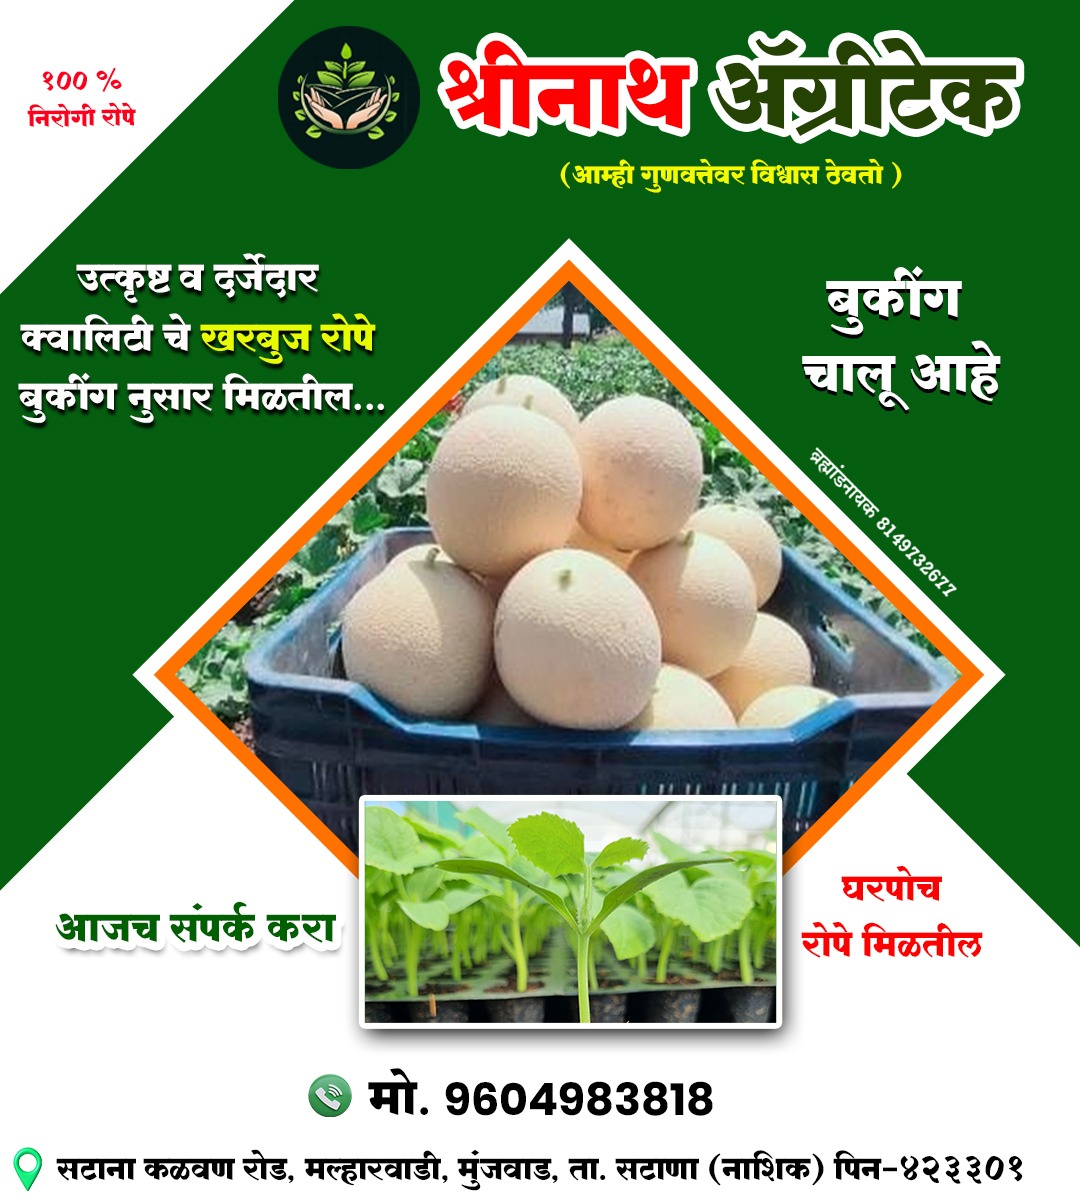 १०० %
निरोगी रोपे
श्रीनाथ ॲग्रीटेक
(आम्ही गुणवत्तेवर विश्वास ठेवतो )
उत्कृष्ट व दर्जेदार
क्वालिटी चे खरबुज रोपे
बुकींग नुसार मिळतील...
बुकींग
चालू आहे
ब्रह्मांडनायक 8149732677
आजच संपर्क करा
घरपोच
रोपे मिळतील
मो. 9604983818
सटाना कळवण रोड, मल्हारवाडी, मुंजवाड, ता. सटाणा (नाशिक) पिन-४२३३०१